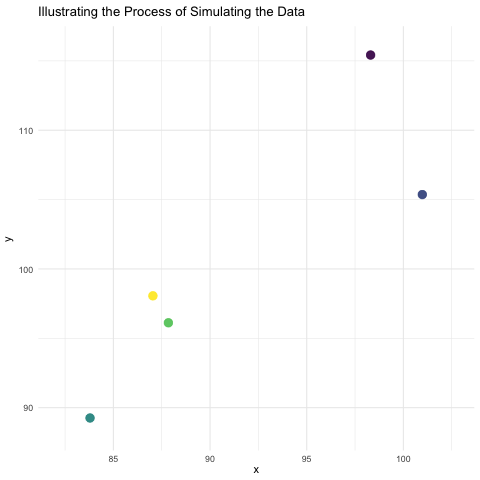 Illustrating the Process of Simulating the Data
110
100
90
y
85 90 95 100
x